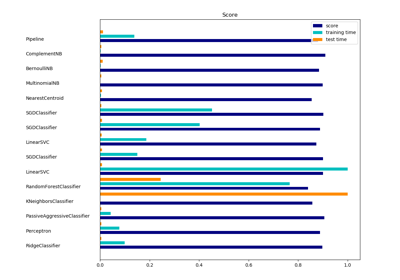 Score
score
training time
test time
Pipeline
ComplementNB
BernoulliNB
MultinomialNB
NearestCentroid
SGDClassifier
SGDClassifier
LinearSVC
SGDClassifier
LinearSVC
RandomForestClassifier
KNeighborsClassifier
PassiveAggressiveClassifier
Perceptron
RidgeClassifier
0.0 0.2 0.4 0.6 0.8 1.0